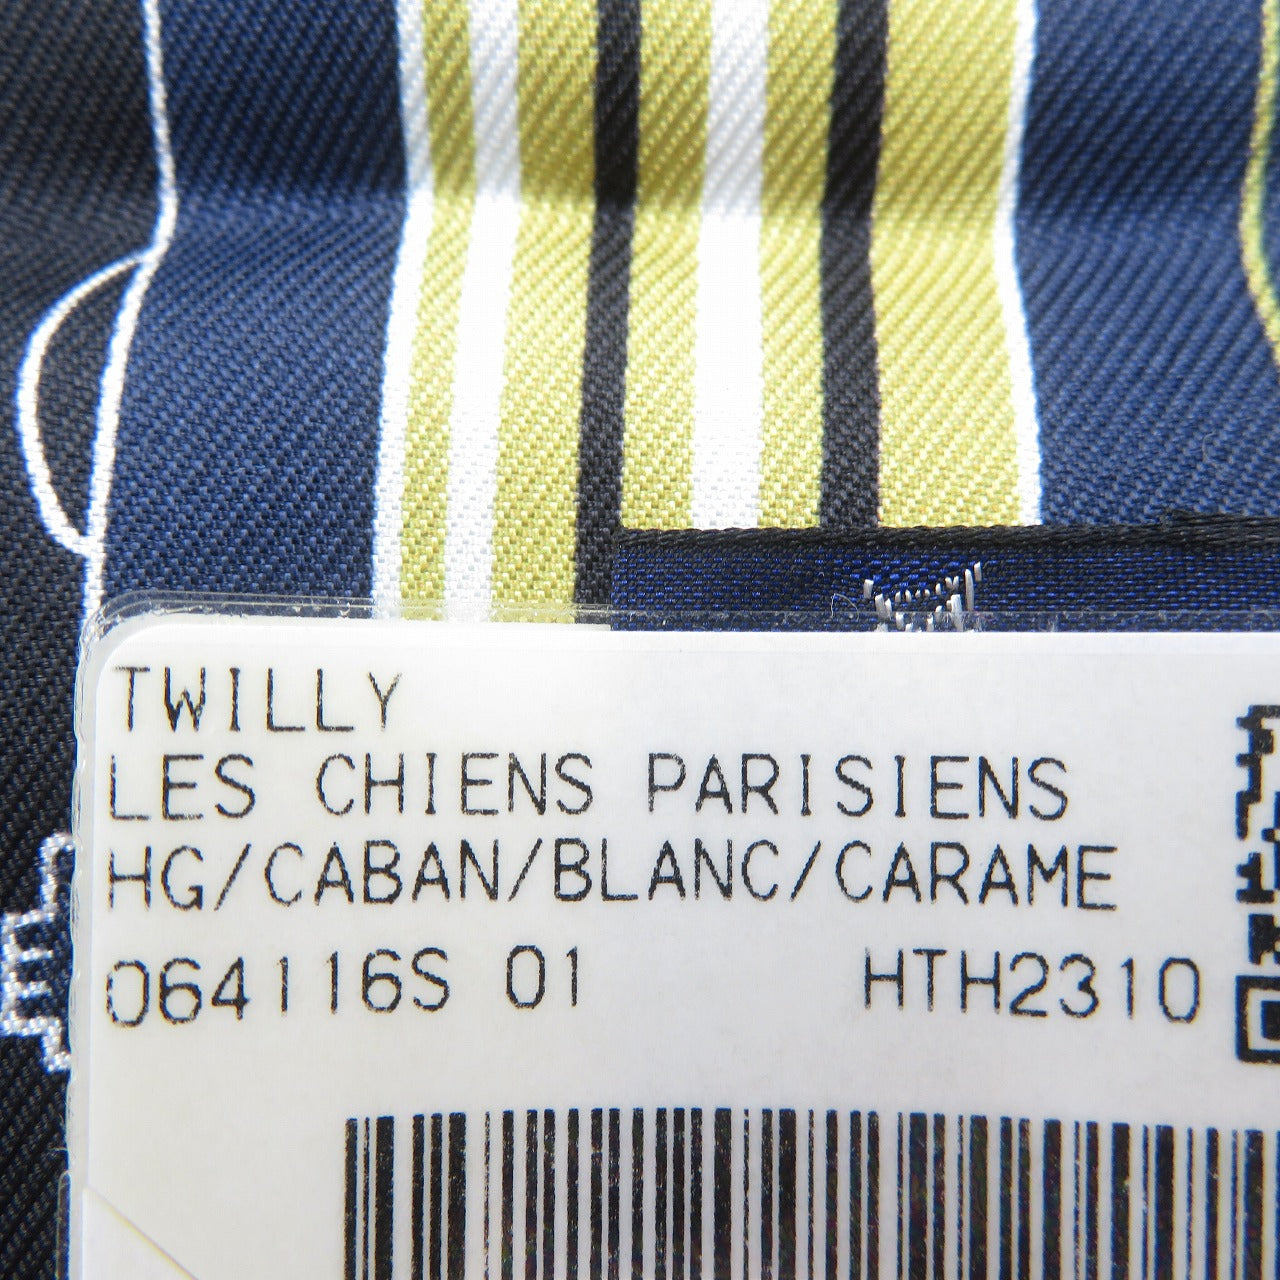 TWILLY
LES CHIENS PARISIENS
HG/CABAN/BLANC/CARAME
064116S 01 HTH2310